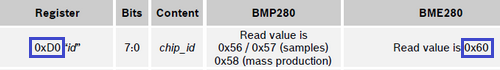 Register Bits Content BMP280 BME280
Read value is
0xD0 “id” 7:0 chip_id 0x56 / 0x57 (samples) Read value is 0x60
0x58 (mass production)